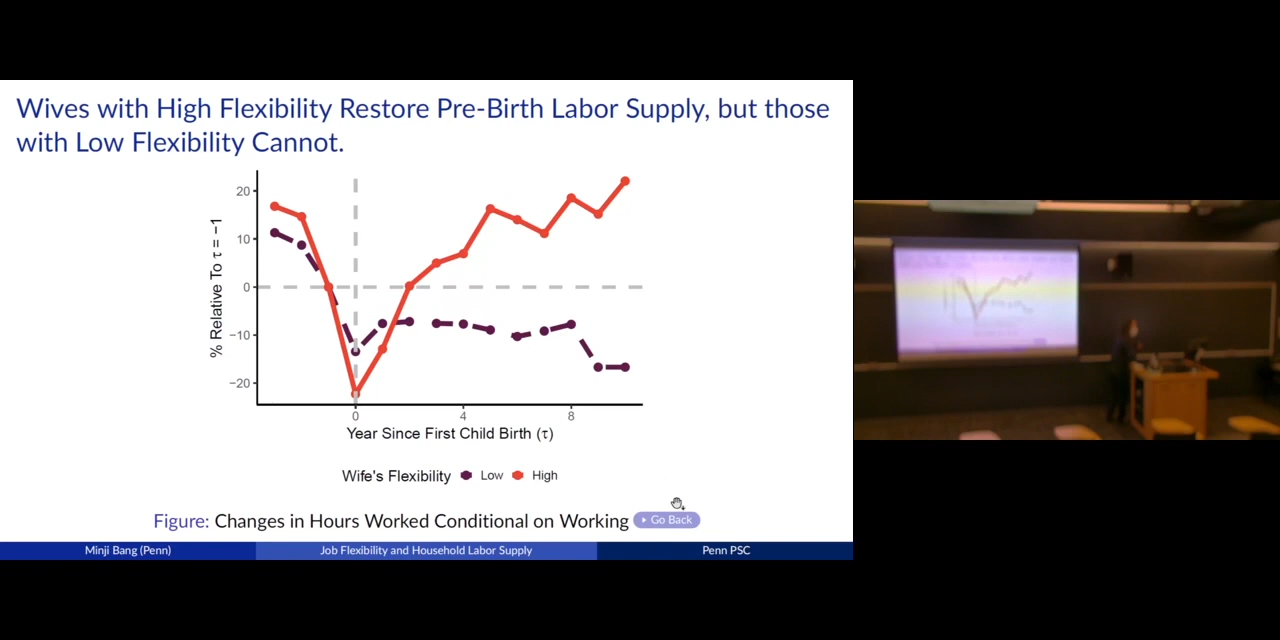 Wives with High Flexibility Restore Pre-Birth Labor Supply, but those
with Low Flexibility Cannot.
% Relative To τ = −1
20
10
0
−10
−20
0 4 8
Year Since First Child Birth (τ)
Wife's Flexibility Low High
Figure: Changes in Hours Worked Conditional on Working Go Back
Minji Bang (Penn) Job Flexibility and Household Labor Supply Penn PSC